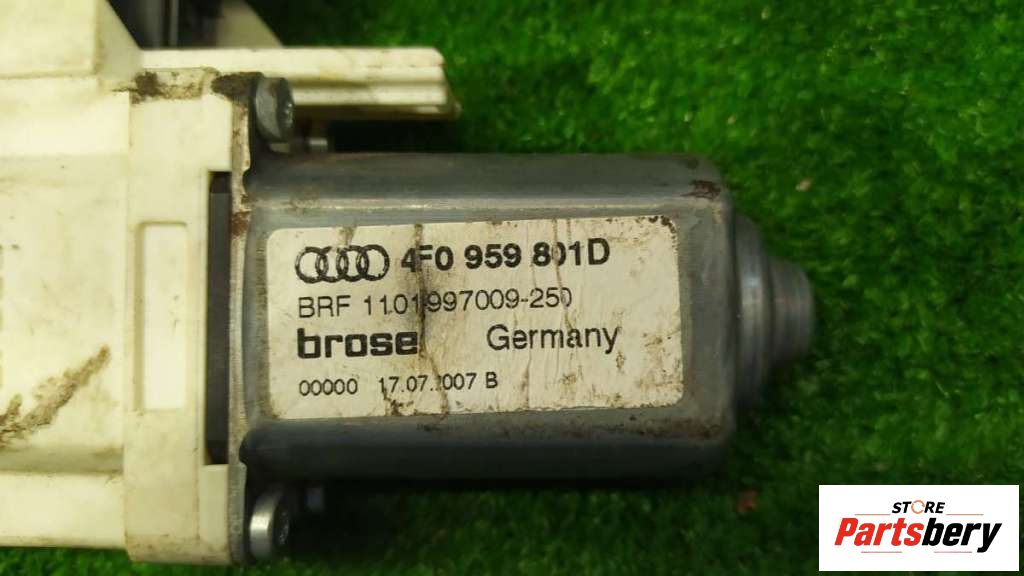 4F0 959 801D
BRF 1101997009-250
brose Germany
00000 17.07.2007 B
STORE
Partsbery